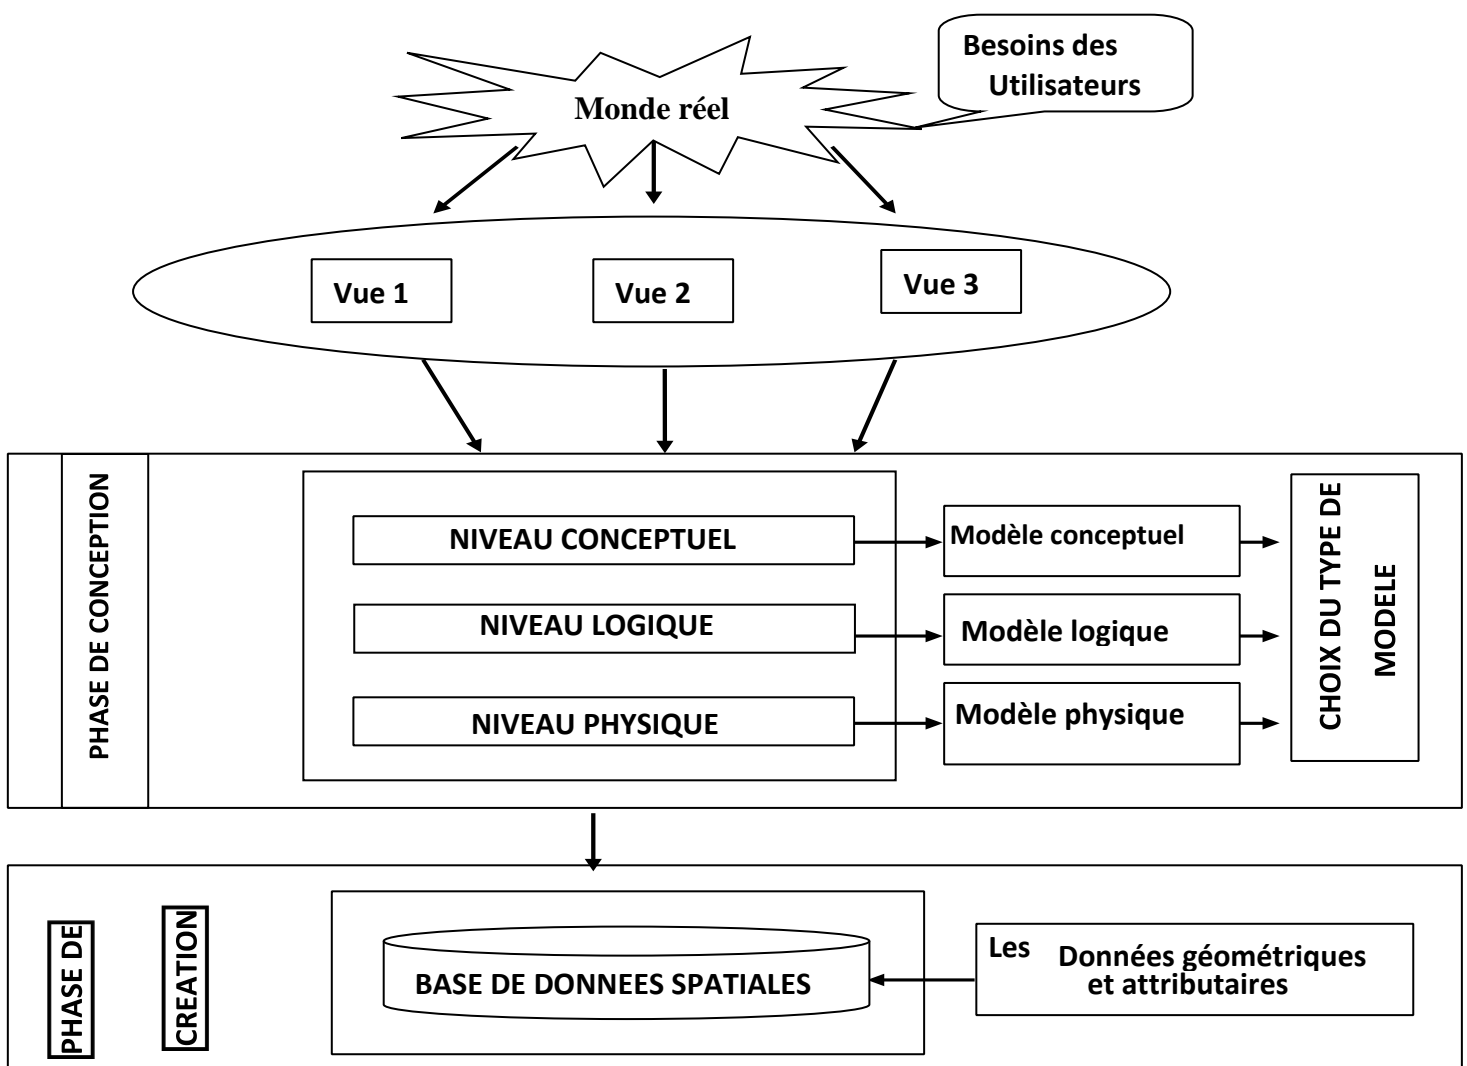 Besoins des
Utilisateurs
Monde réel
Vue 1
Vue 2
Vue 3
PHASE DE CONCEPTION
NIVEAU CONCEPTUEL
Modèle conceptuel
NIVEAU LOGIQUE
Modèle logique
NIVEAU PHYSIQUE
Modèle physique
CHOIX DU TYPE DE
MODELE
PHASE DE
CREATION
BASE DE DONNEES SPATIALES
Les Données géométriques
et attributaires